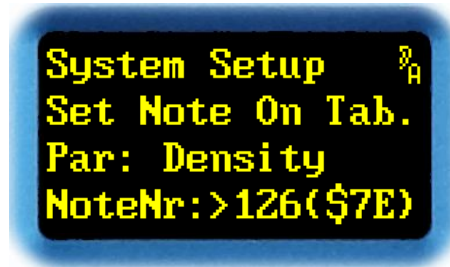 System Setup
Set Note On Tab.
Par: Density
NoteNr:>126($7E)